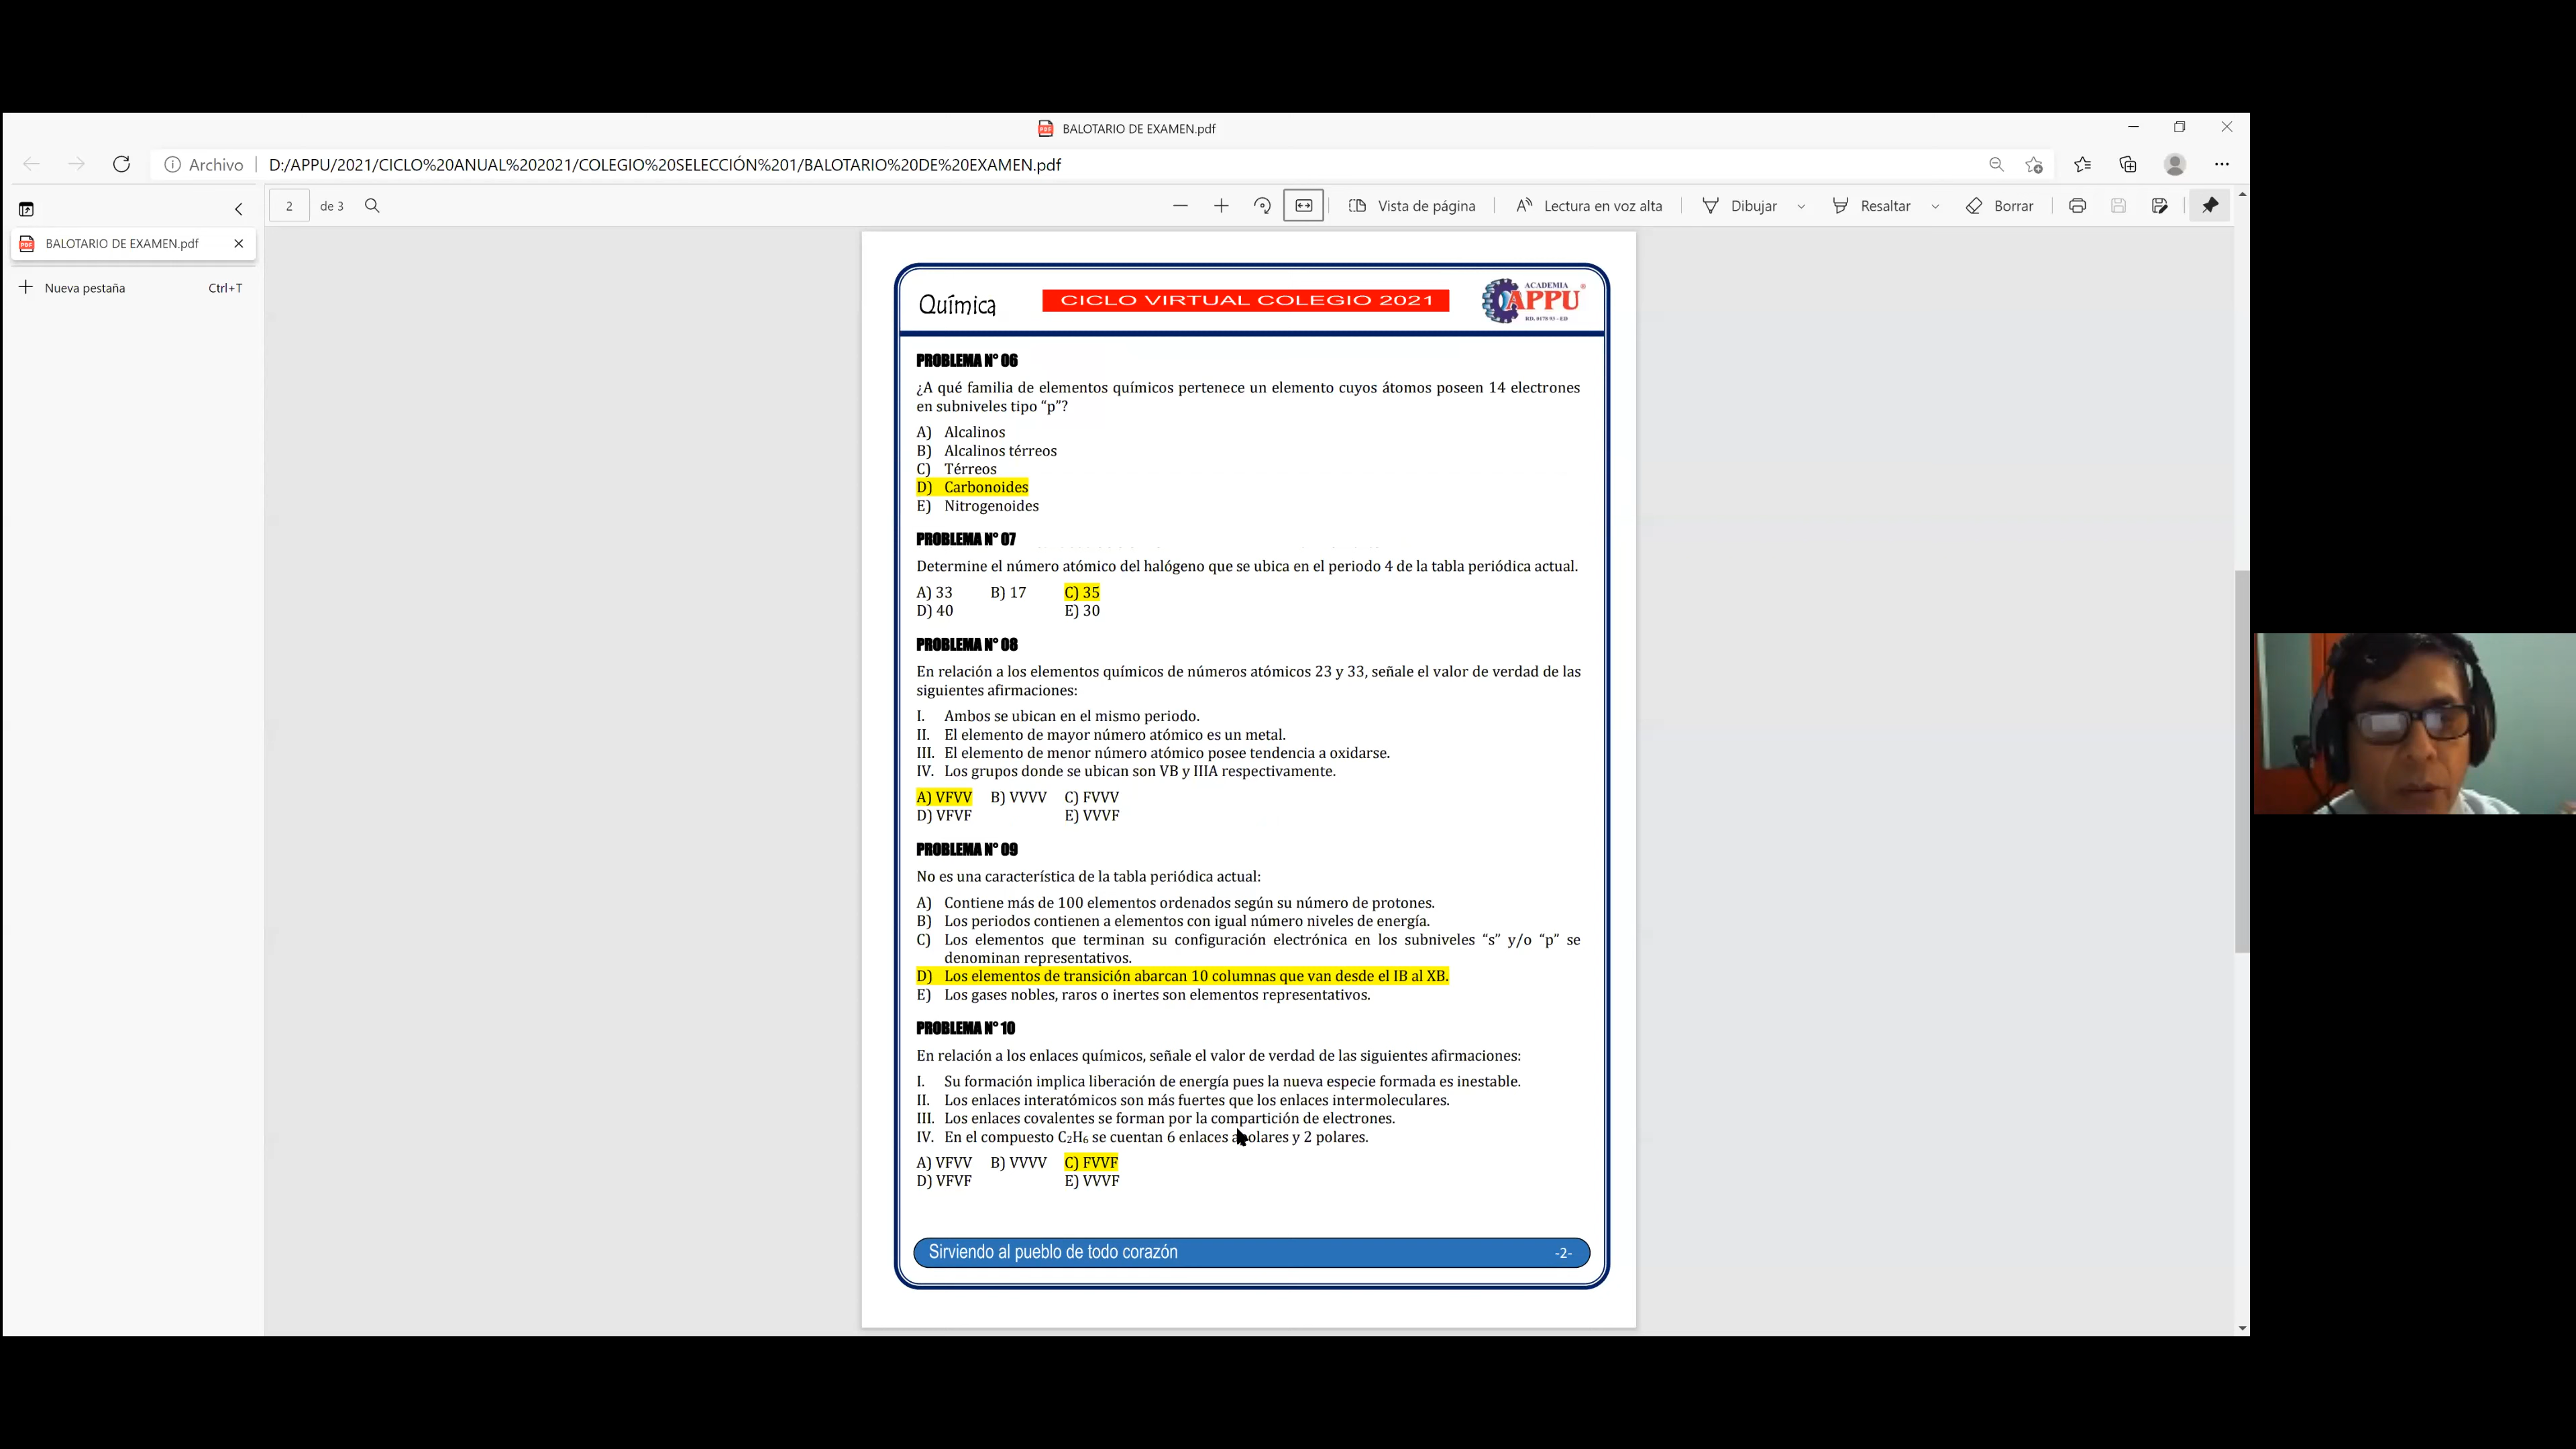 BALOTARIO DE EXAMEN.pdf
Archivo D:/APPU/2021/CICLO%20ANUAL%202021/COLEGIO%20SELECCIÓN%201/BALOTARIO%20DE%20EXAMEN.pdf
2 de 3 Vista de página Lectura en voz alta Dibujar Resaltar Borrar
BALOTARIO DE EXAMEN.pdf
Nueva pestaña Ctrl+T
Química CICLO VIRTUAL COLEGIO 2021
ACADEMIA
APPU
RD. 0170 93 - ED
PROBLEMA N° 06
¿A qué familia de elementos químicos pertenece un elemento cuyos átomos poseen 14 electrones
en subniveles tipo “p”?
A) Alcalinos
B) Alcalinos térreos
C) Térreos
D) Carbonoides
E) Nitrogenoides
PROBLEMA N° 07
Determine el número atómico del halógeno que se ubica en el periodo 4 de la tabla periódica actual.
A) 33 B) 17 C) 35
D) 40 E) 30
PROBLEMA N° 08
En relación a los elementos químicos de números atómicos 23 y 33, señale el valor de verdad de las
siguientes afirmaciones:
I. Ambos se ubican en el mismo periodo.
II. El elemento de mayor número atómico es un metal.
III. El elemento de menor número atómico posee tendencia a oxidarse.
IV. Los grupos donde se ubican son VB y IIIA respectivamente.
A) VFVV B) VVVV C) FVVV
D) VFVF E) VVVF
PROBLEMA N° 09
No es una característica de la tabla periódica actual:
A) Contiene más de 100 elementos ordenados según su número de protones.
B) Los periodos contienen a elementos con igual número niveles de energía.
C) Los elementos que terminan su configuración electrónica en los subniveles “s” y/o “p” se
denominan representativos.
D) Los elementos de transición abarcan 10 columnas que van desde el IB al XB.
E) Los gases nobles, raros o inertes son elementos representativos.
PROBLEMA N° 10
En relación a los enlaces químicos, señale el valor de verdad de las siguientes afirmaciones:
I. Su formación implica liberación de energía pues la nueva especie formada es inestable.
II. Los enlaces interatómicos son más fuertes que los enlaces intermoleculares.
III. Los enlaces covalentes se forman por la compartición de electrones.
IV. En el compuesto C₂H₆ se cuentan 6 enlaces apolares y 2 polares.
A) VFVV B) VVVV C) FVVF
D) VFVF E) VVVF
Sirviendo al pueblo de todo corazón -2-